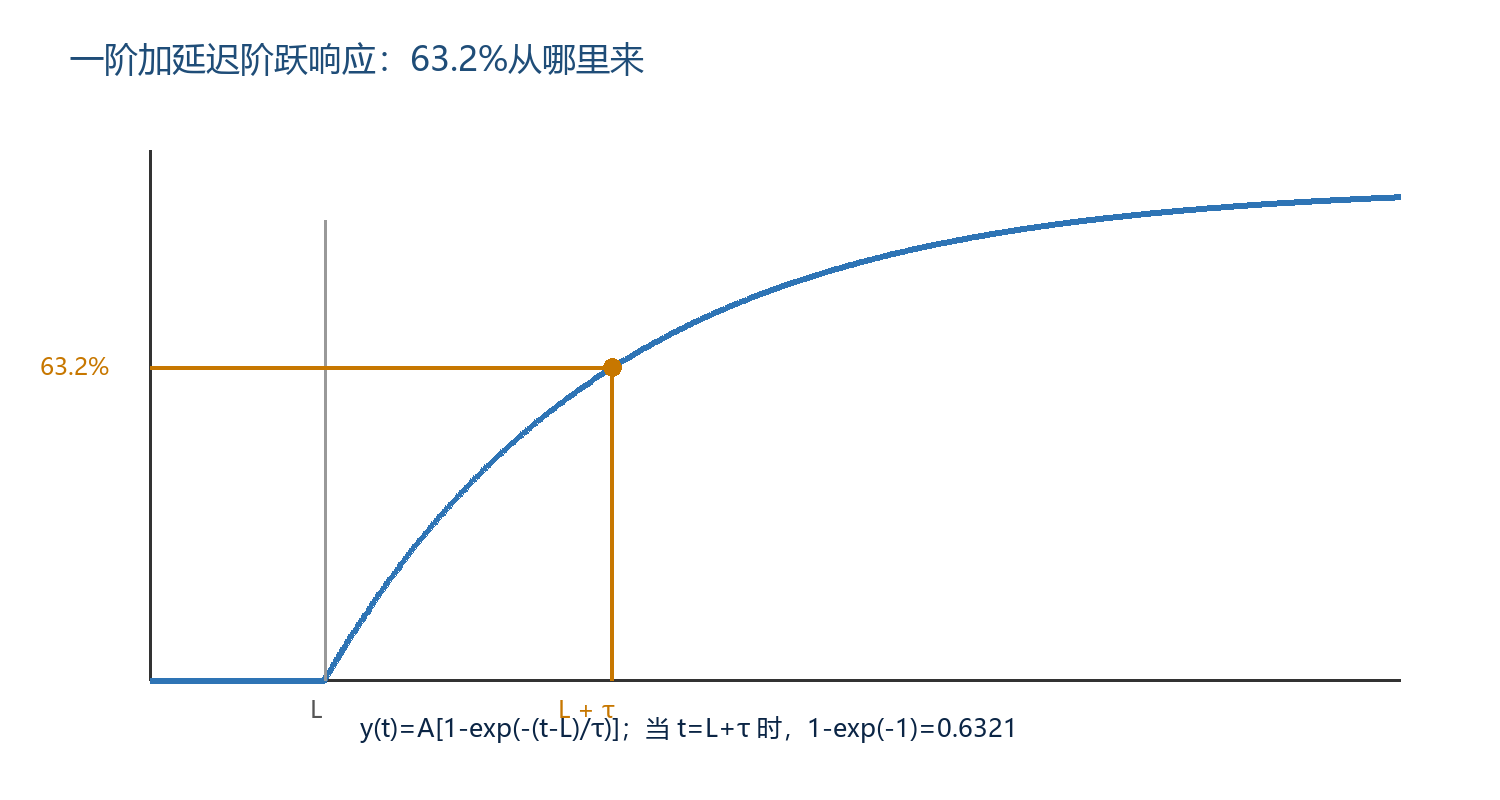 一阶加延迟阶跃响应：63.2%从哪里来
63.2%
L
L + τ
y(t)=A[1-exp(-(t-L)/τ)]；当 t=L+τ 时，1-exp(-1)=0.6321